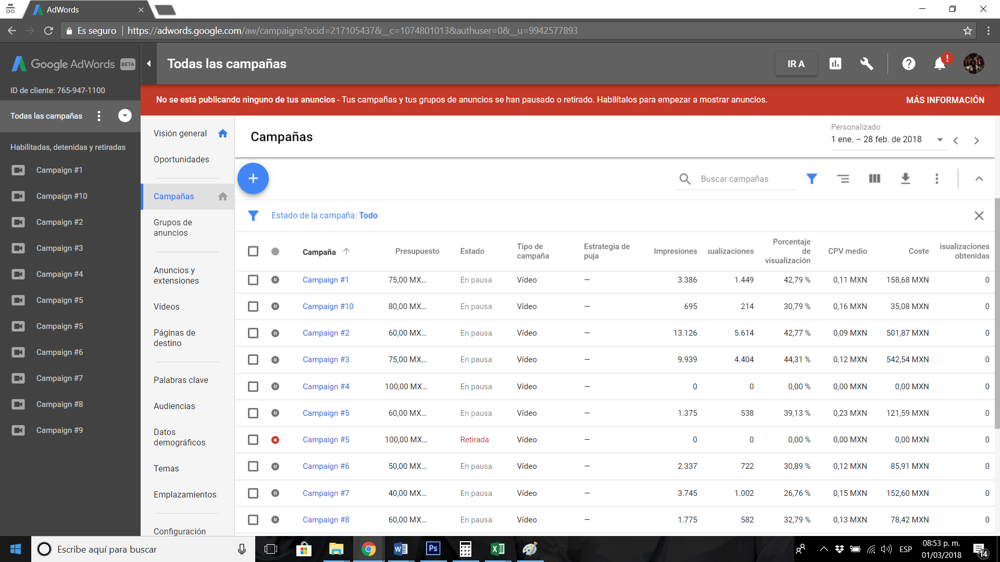 AdWords
Es seguro
https://adwords.google.com/aw/campaigns?ocid=217105437&__c=1074801013&authuser=0&__u=9942577893
Google AdWords BETA
Todas las campañas
IR A
!
ID de cliente: 765-947-1100
No se está publicando ninguno de tus anuncios - Tus campañas y tus grupos de anuncios se han pausado o retirado. Habilítalos para empezar a mostrar anuncios.
MÁS INFORMACIÓN
Todas las campañas
Habilitadas, detenidas y retiradas
Campaign #1
Campaign #10
Campaign #2
Campaign #3
Campaign #4
Campaign #5
Campaign #5
Campaign #6
Campaign #7
Campaign #8
Campaign #9
Visión general
Oportunidades
Campañas
Grupos de
anuncios
Anuncios y
extensiones
Vídeos
Páginas de
destino
Palabras clave
Audiencias
Datos
demográficos
Temas
Emplazamientos
Configuración
Campañas
Personalizado
1 ene. – 28 feb. de 2018
Buscar campañas
Estado de la campaña: Todo
Campaña Presupuesto Estado Tipo de campaña Estrategia de puja Impresiones sualizaciones Porcentaje de visualización CPV medio Coste isualizaciones obtenidas
Campaign #1 75,00 MX... En pausa Vídeo — 3.386 1.449 42,79 % 0,11 MXN 158,68 MXN 0
Campaign #10 80,00 MX... En pausa Vídeo — 695 214 30,79 % 0,16 MXN 35,08 MXN 0
Campaign #2 60,00 MX... En pausa Vídeo — 13.126 5.614 42,77 % 0,09 MXN 501,87 MXN 0
Campaign #3 75,00 MX... En pausa Vídeo — 9.939 4.404 44,31 % 0,12 MXN 542,54 MXN 0
Campaign #4 100,00 MX... En pausa Vídeo — 0 0 0,00 % 0,00 MXN 0,00 MXN 0
Campaign #5 60,00 MX... En pausa Vídeo — 1.375 538 39,13 % 0,23 MXN 121,59 MXN 0
Campaign #5 100,00 MX... Retirada Vídeo — 0 0 0,00 % 0,00 MXN 0,00 MXN 0
Campaign #6 50,00 MX... En pausa Vídeo — 2.337 722 30,89 % 0,12 MXN 85,91 MXN 0
Campaign #7 40,00 MX... En pausa Vídeo — 3.745 1.002 26,76 % 0,15 MXN 152,60 MXN 0
Campaign #8 60,00 MX... En pausa Vídeo — 1.775 582 32,79 % 0,13 MXN 78,42 MXN 0
Escribe aquí para buscar
Ps
ESP
08:53 p. m.
01/03/2018
14